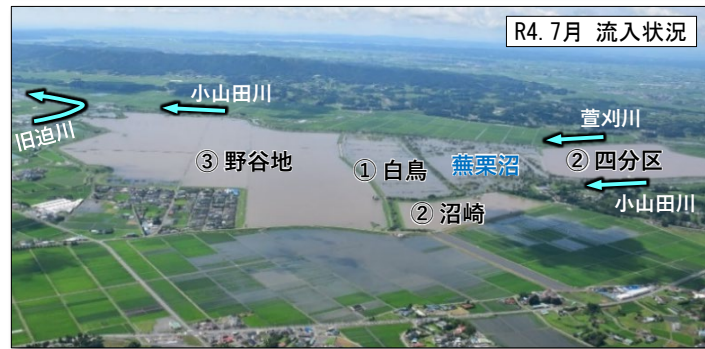 R4.7月 流入状況
小山田川
旧迫川
萱刈川
③ 野谷地
① 白鳥
蕪栗沼
② 四分区
② 沼崎
小山田川